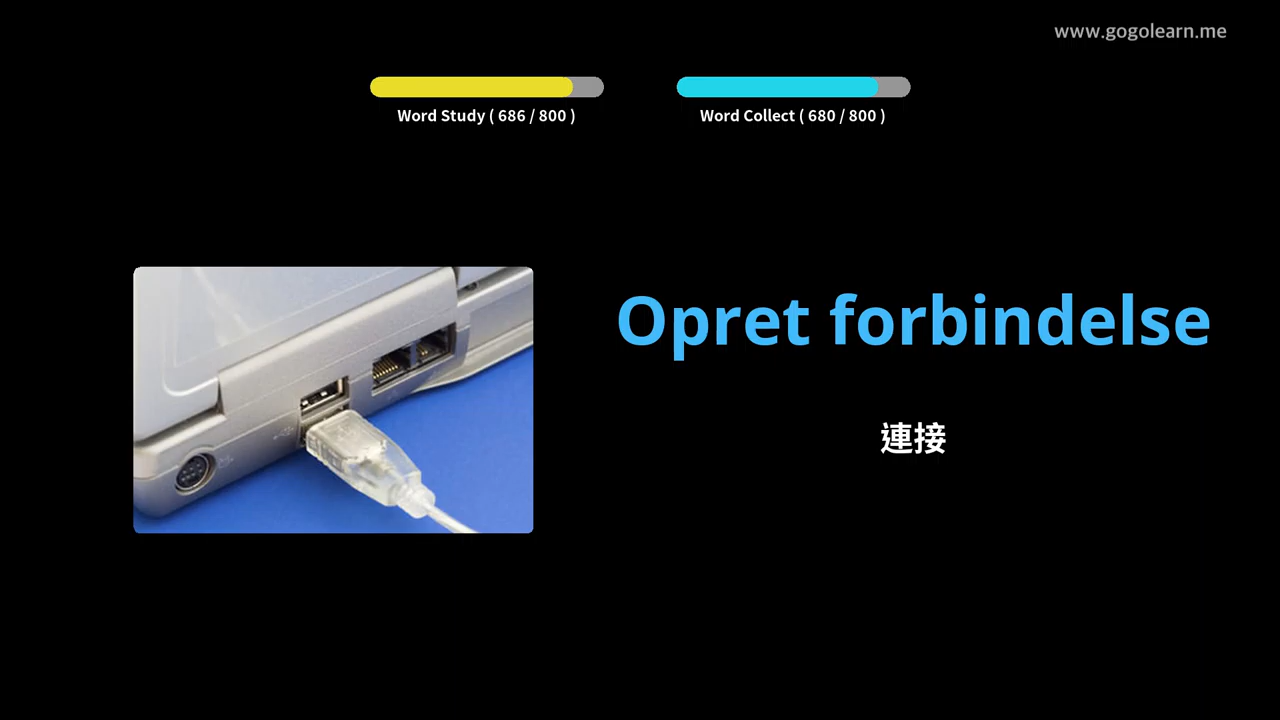 www.gogolearn.me
Word Study ( 686 / 800 )
Word Collect ( 680 / 800 )
Opret forbindelse
連接